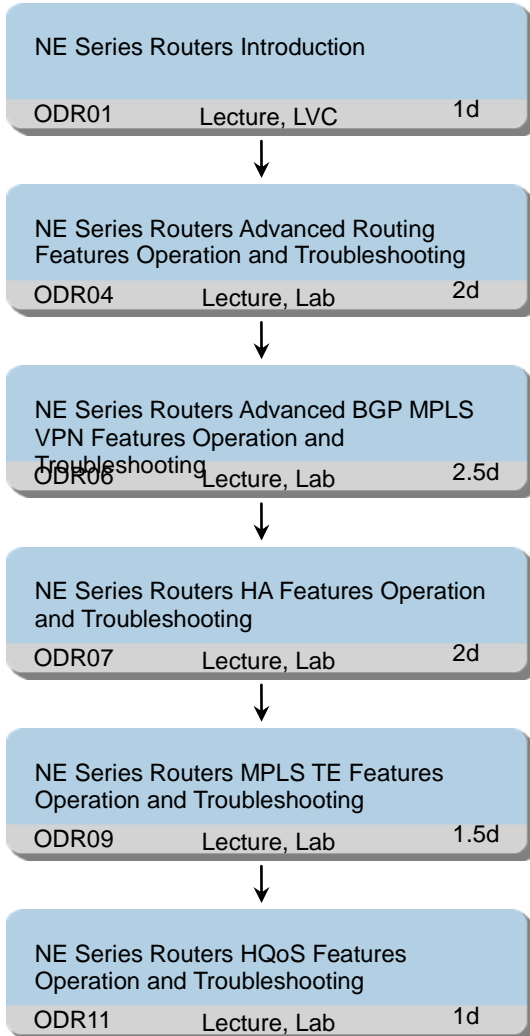 NE Series Routers Introduction
ODR01 Lecture, LVC 1d
NE Series Routers Advanced Routing
Features Operation and Troubleshooting
ODR04 Lecture, Lab 2d
NE Series Routers Advanced BGP MPLS
VPN Features Operation and
Troubleshooting
ODR06 Lecture, Lab 2.5d
NE Series Routers HA Features Operation
and Troubleshooting
ODR07 Lecture, Lab 2d
NE Series Routers MPLS TE Features
Operation and Troubleshooting
ODR09 Lecture, Lab 1.5d
NE Series Routers HQoS Features
Operation and Troubleshooting
ODR11 Lecture, Lab 1d